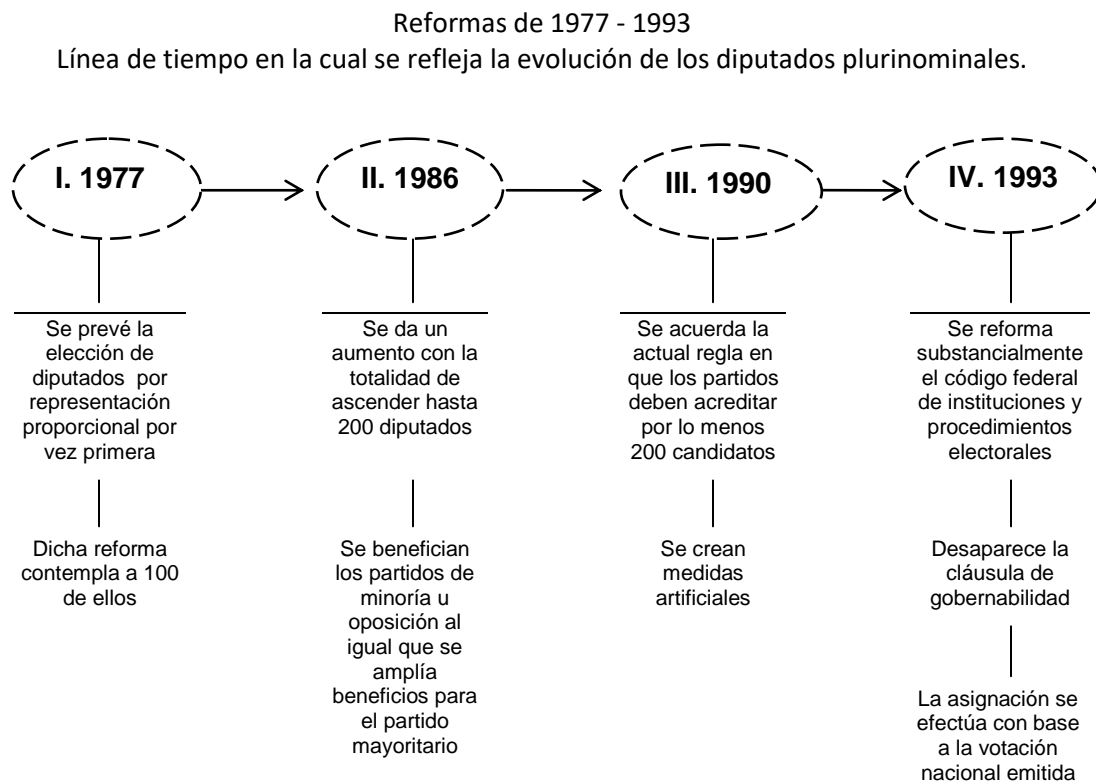 Reformas de 1977 - 1993
Línea de tiempo en la cual se refleja la evolución de los diputados plurinominales.
I. 1977
II. 1986
III. 1990
IV. 1993
Se prevé la
elección de
diputados por
representación
proporcional por
vez primera
Dicha reforma
contempla a 100
de ellos
Se da un
aumento con la
totalidad de
ascender hasta
200 diputados
Se benefician
los partidos de
minoría u
oposición al
igual que se
amplía
beneficios para
el partido
mayoritario
Se acuerda la
actual regla en
que los partidos
deben acreditar
por lo menos
200 candidatos
Se crean
medidas
artificiales
Se reforma
substancialmente
el código federal
de instituciones y
procedimientos
electorales
Desaparece la
cláusula de
gobernabilidad
La asignación se
efectúa con base
a la votación
nacional emitida